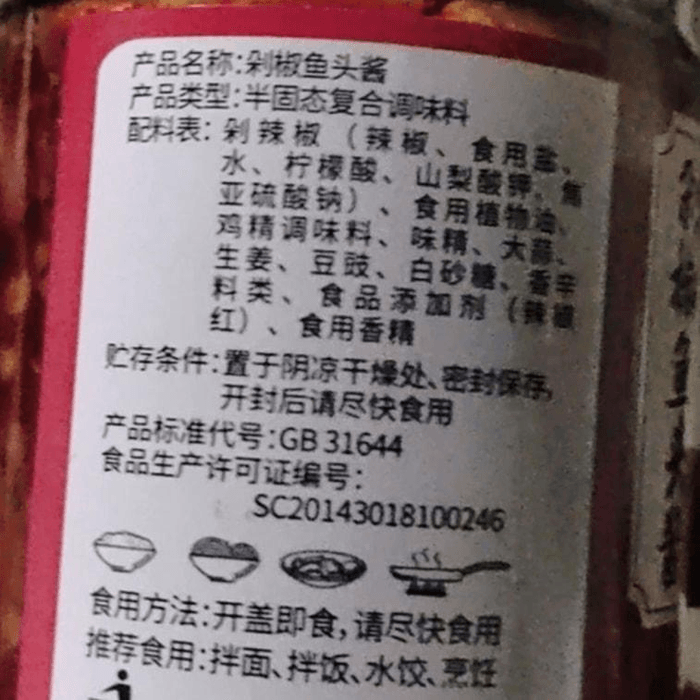 产品名称:剁椒鱼头酱
产品类型:半固态复合调味料
配料表:剁辣椒（辣椒、食用盐、
水、柠檬酸、山梨酸钾、焦
亚硫酸钠）、食用植物油、
鸡精调味料、味精、大蒜、
生姜、豆豉、白砂糖、香辛
料类、食品添加剂（辣椒
红）、食用香精
贮存条件:置于阴凉干燥处、密封保存,
开封后请尽快食用
产品标准代号:GB 31644
食品生产许可证编号:
SC20143018100246
食用方法:开盖即食,请尽快食用
推荐食用:拌面、拌饭、水饺、烹饪